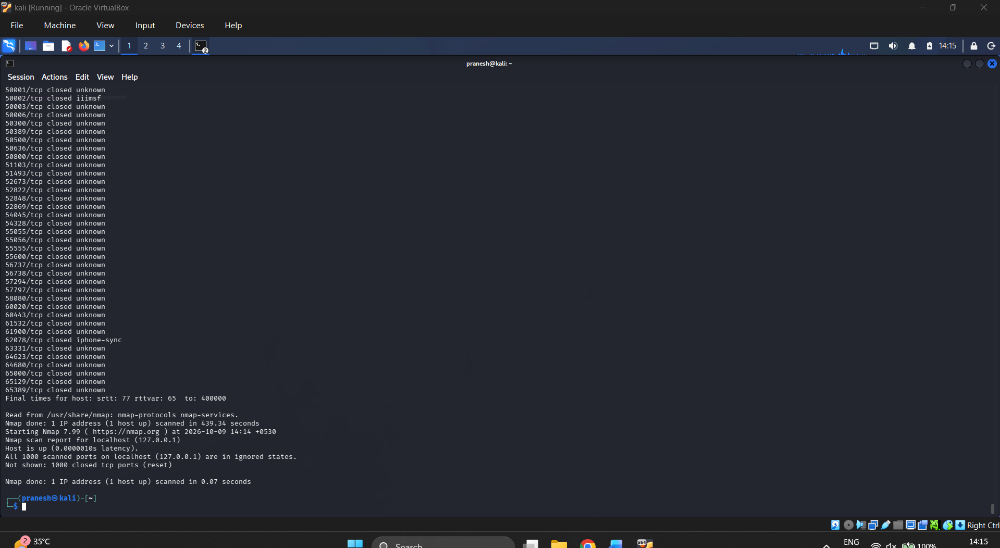 kali [Running] - Oracle VirtualBox
File Machine View Input Devices Help
1 2 3 4 2 14:15
pranesh@kali: ~
Session Actions Edit View Help
50001/tcp closed unknown
50002/tcp closed iiimsf
pranesh
50003/tcp closed unknown
50006/tcp closed unknown
50300/tcp closed unknown
50389/tcp closed unknown
50500/tcp closed unknown
50636/tcp closed unknown
50800/tcp closed unknown
51103/tcp closed unknown
51493/tcp closed unknown
52673/tcp closed unknown
52822/tcp closed unknown
52848/tcp closed unknown
52869/tcp closed unknown
54045/tcp closed unknown
54328/tcp closed unknown
55055/tcp closed unknown
55056/tcp closed unknown
55555/tcp closed unknown
55600/tcp closed unknown
56737/tcp closed unknown
56738/tcp closed unknown
57294/tcp closed unknown
57797/tcp closed unknown
58080/tcp closed unknown
60020/tcp closed unknown
60443/tcp closed unknown
61532/tcp closed unknown
61900/tcp closed unknown
62078/tcp closed iphone-sync
63331/tcp closed unknown
64623/tcp closed unknown
64680/tcp closed unknown
65000/tcp closed unknown
65129/tcp closed unknown
65389/tcp closed unknown
Final times for host: srtt: 77 rttvar: 65  to: 400000
Read from /usr/share/nmap: nmap-protocols nmap-services.
Nmap done: 1 IP address (1 host up) scanned in 439.34 seconds
Starting Nmap 7.99 ( https://nmap.org ) at 2026-10-09 14:14 +0530
Nmap scan report for localhost (127.0.0.1)
Host is up (0.0000010s latency).
All 1000 scanned ports on localhost (127.0.0.1) are in ignored states.
Not shown: 1000 closed tcp ports (reset)
Nmap done: 1 IP address (1 host up) scanned in 0.07 seconds
┌──(pranesh㉿kali)-[~]
└─$
Right Ctrl
2 35°C Search x64 ENG 100% 14:15